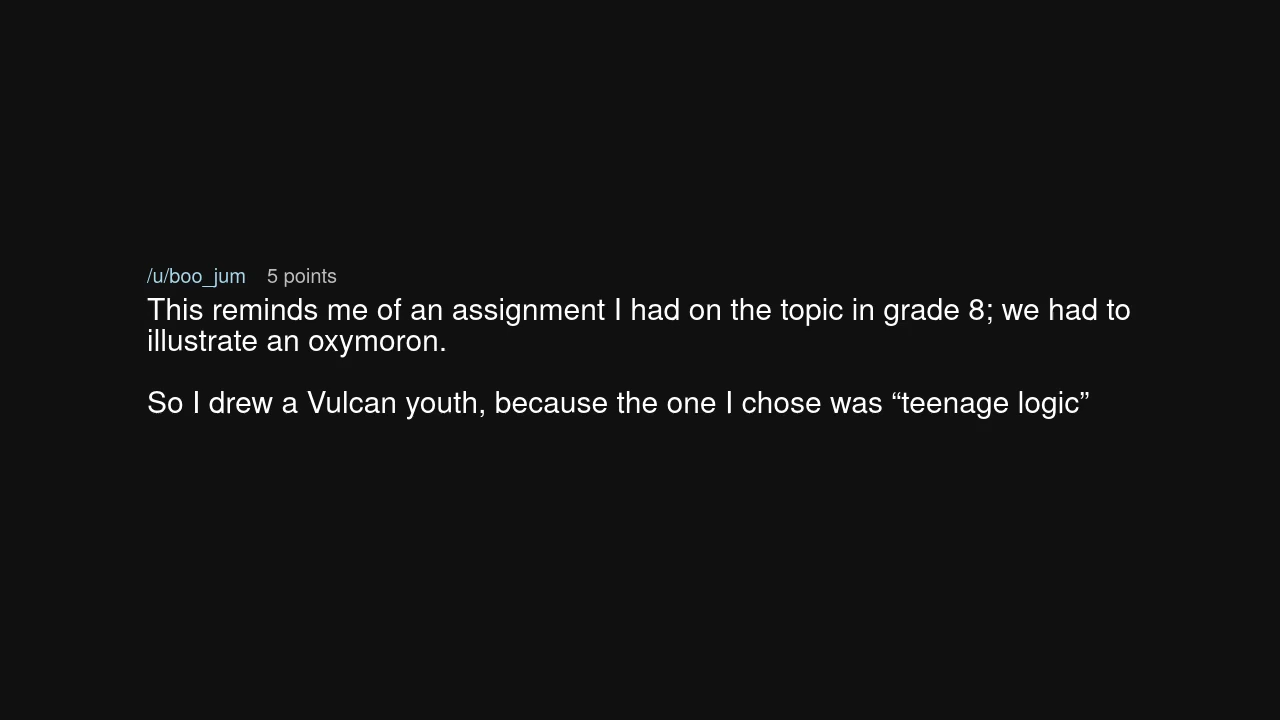 /u/boo_jum 5 points
This reminds me of an assignment I had on the topic in grade 8; we had to
illustrate an oxymoron.
So I drew a Vulcan youth, because the one I chose was “teenage logic”